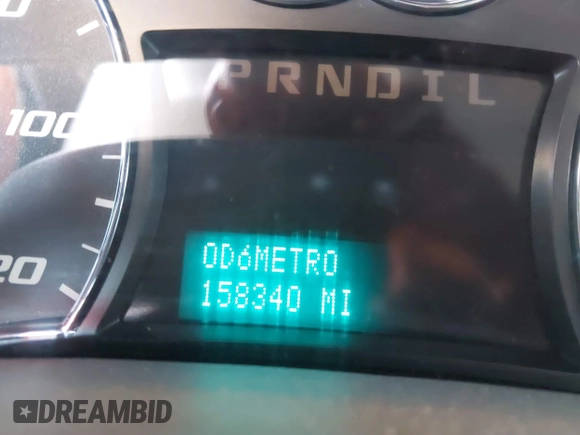 PRNDIL
100
20
ODóMETRO
158340 MI
DREAMBID